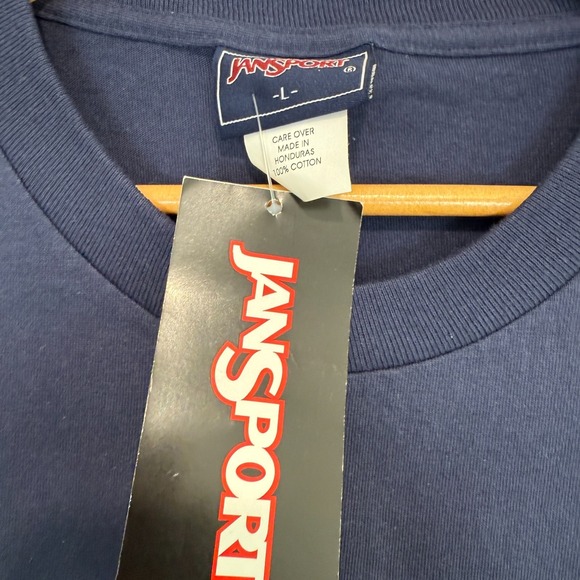 JANSPORT
®
-L-
CARE OVER
MADE IN
HONDURAS
100% COTTON
JANSPORT